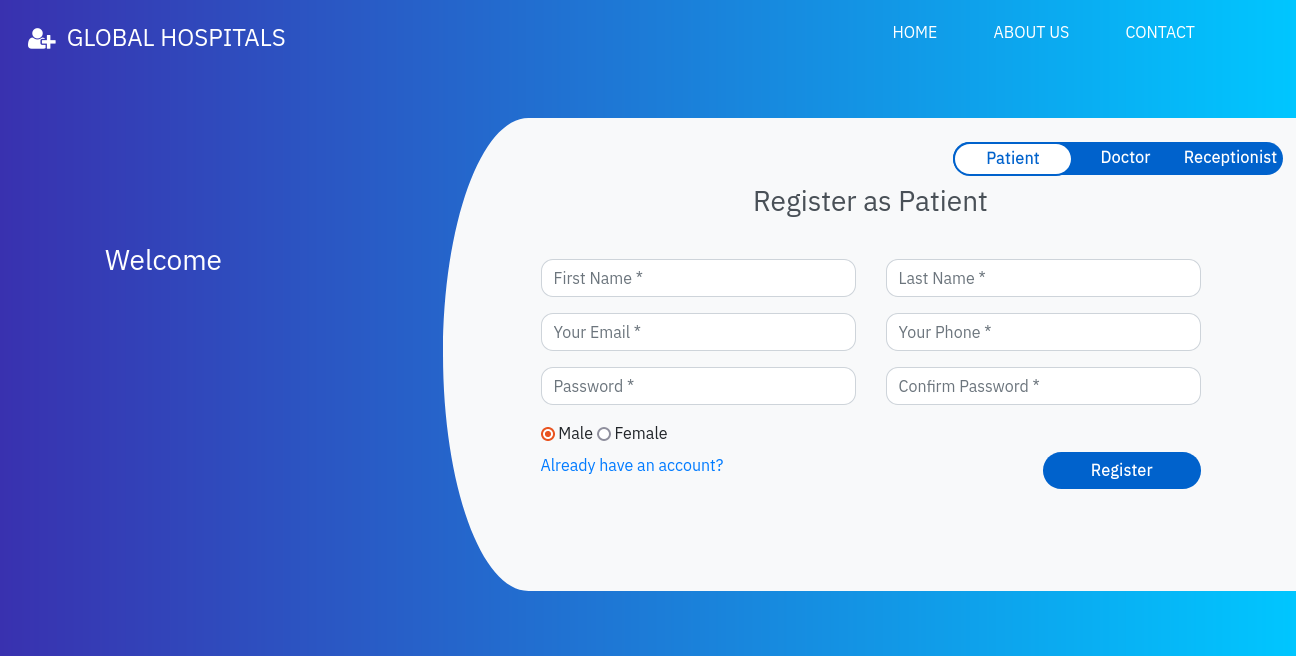 GLOBAL HOSPITALS
HOME ABOUT US CONTACT
Patient Doctor Receptionist
Register as Patient
Welcome
First Name * Last Name *
Your Email * Your Phone *
Password * Confirm Password *
Male Female
Already have an account?
Register